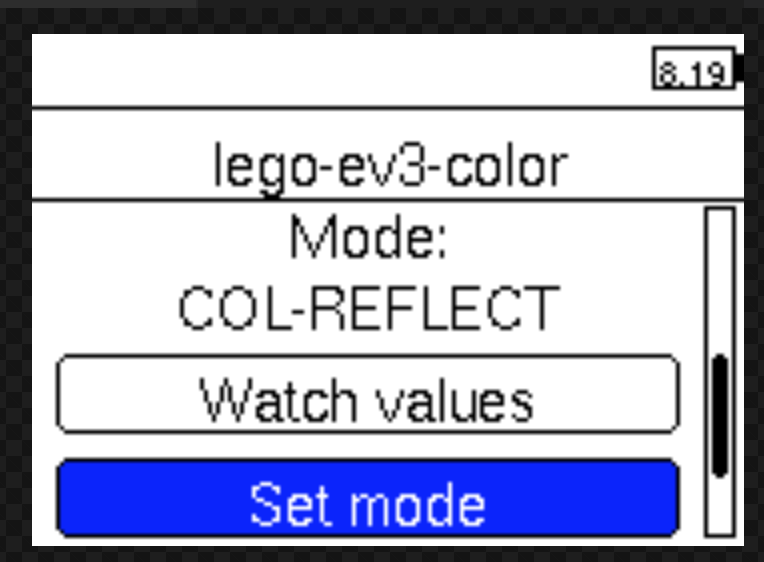 8.19
lego-ev3-color
Mode:
COL-REFLECT
Watch values
Set mode